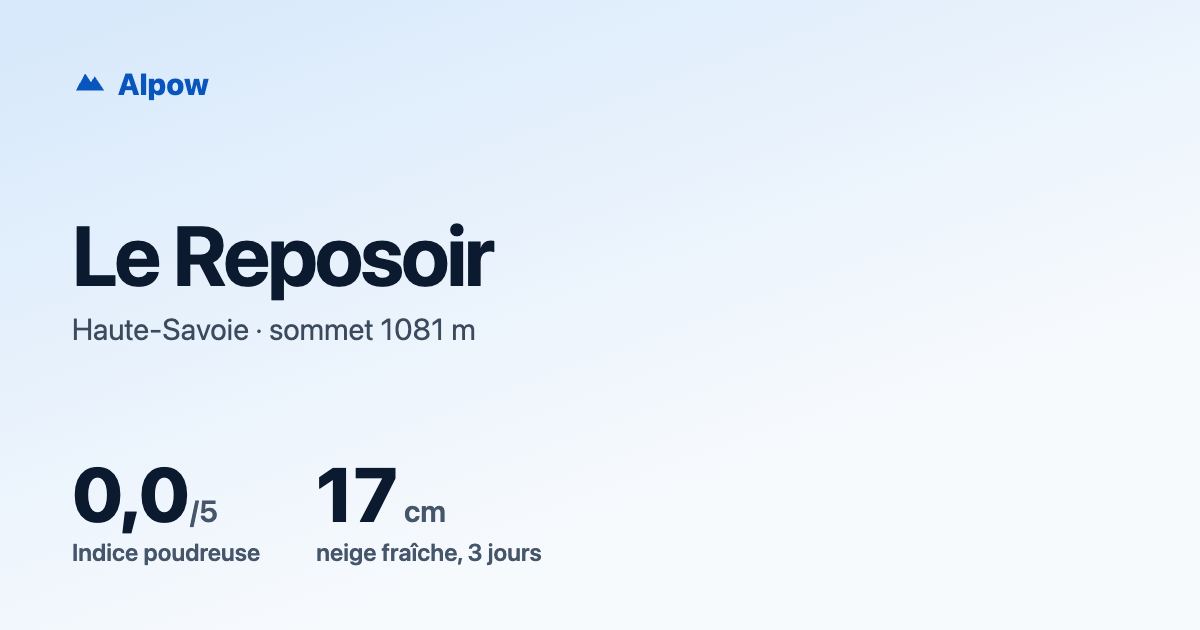 Alpow
Le Reposoir
Haute-Savoie · sommet 1081 m
0,0/5 17 cm
Indice poudreuse neige fraîche, 3 jours